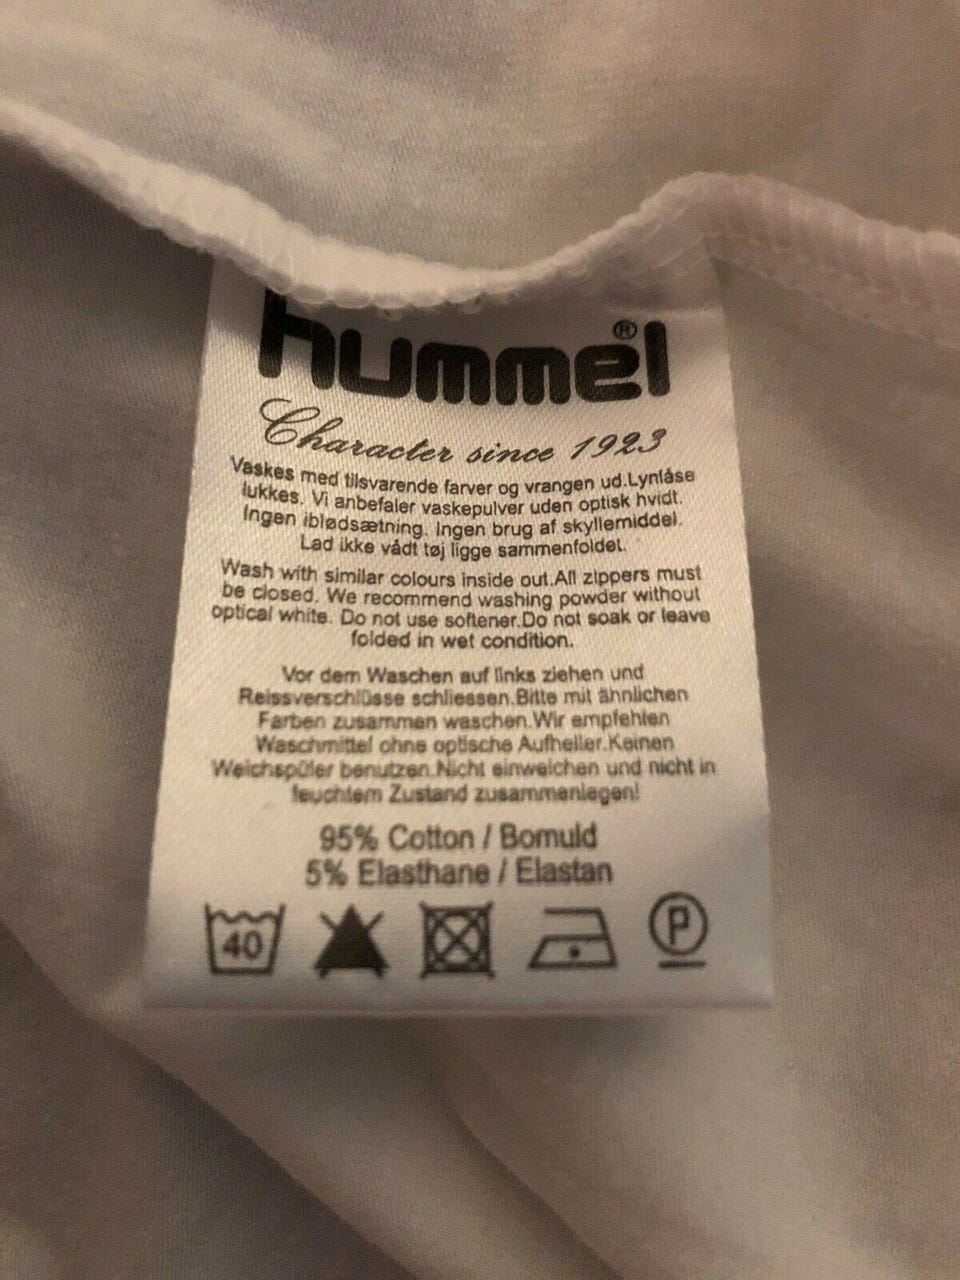 hummel®
Character since 1923
Vaskes med tilsvarende farver og vrangen ud.Lynlåse
lukkes. Vi anbefaler vaskepulver uden optisk hvidt.
Ingen iblødsætning. Ingen brug af skyllemiddel.
Lad ikke vådt tøj ligge sammenfoldet.
Wash with similar colours inside out.All zippers must
be closed. We recommend washing powder without
optical white. Do not use softener.Do not soak or leave
folded in wet condition.
Vor dem Waschen auf links ziehen und
Reissverschlüsse schliessen.Bitte mit ähnlichen
Farben zusammen waschen.Wir empfehlen
Waschmittel ohne optische Aufheller.Keinen
Weichspüler benutzen.Nicht einweichen und nicht in
feuchtem Zustand zusammenlegen!
95% Cotton / Bomuld
5% Elasthane / Elastan
40 P